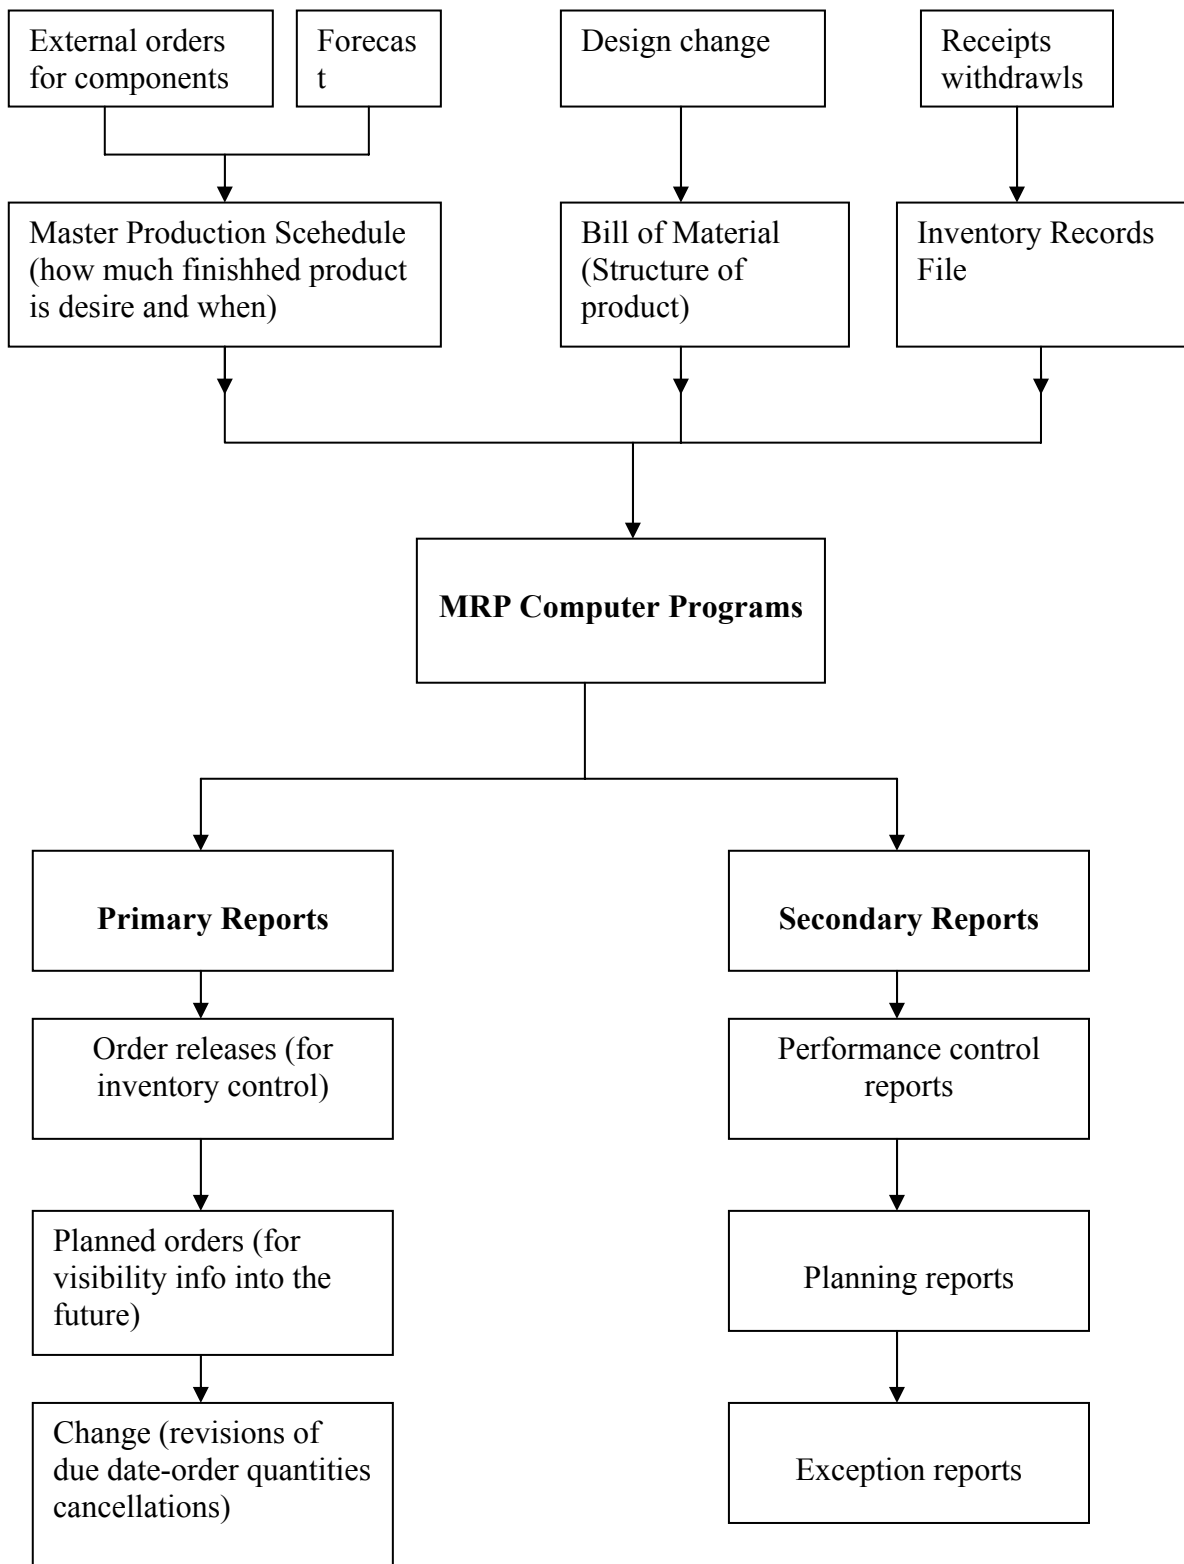 External orders
for components
Forecas
t
Design change
Receipts
withdrawls
Master Production Scehedule
(how much finishhed product
is desire and when)
Bill of Material
(Structure of
product)
Inventory Records
File
MRP Computer Programs
Primary Reports
Secondary Reports
Order releases (for
inventory control)
Performance control
reports
Planned orders (for
visibility info into the
future)
Planning reports
Change (revisions of
due date-order quantities
cancellations)
Exception reports